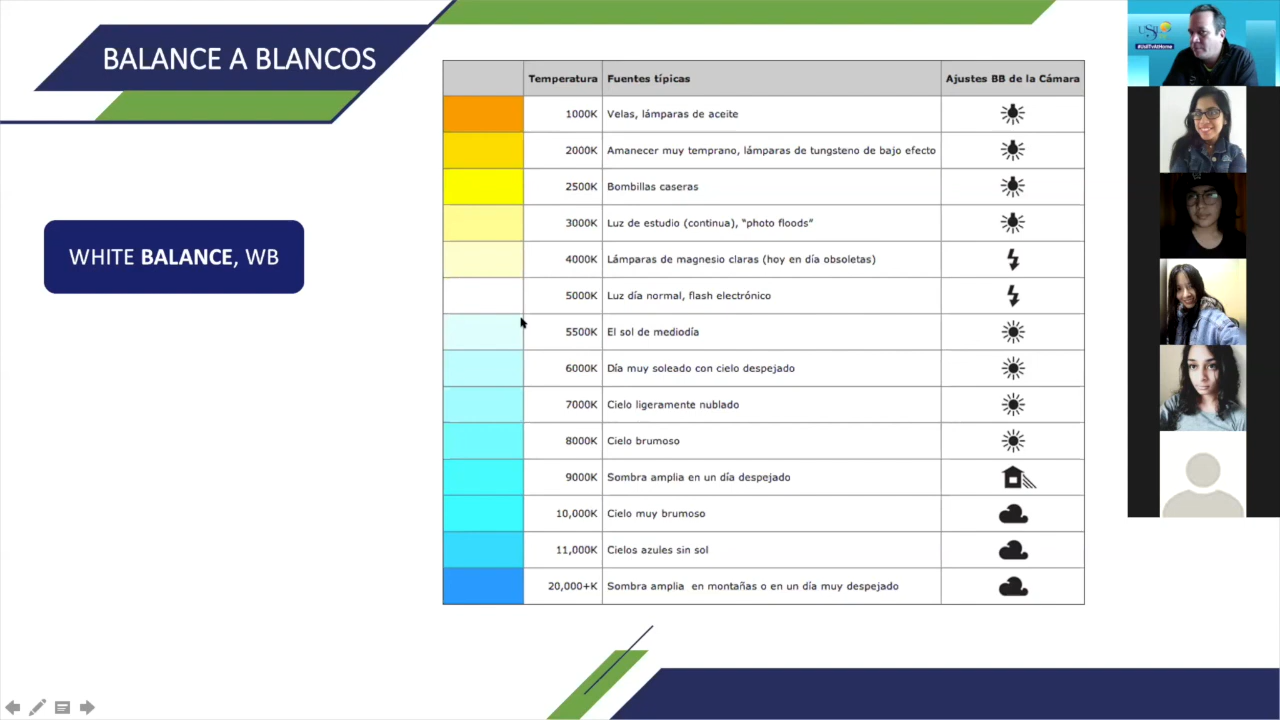 BALANCE A BLANCOS
WHITE BALANCE, WB
Temperatura Fuentes típicas Ajustes BB de la Cámara
1000K Velas, lámparas de aceite
2000K Amanecer muy temprano, lámparas de tungsteno de bajo efecto
2500K Bombillas caseras
3000K Luz de estudio (continua), “photo floods”
4000K Lámparas de magnesio claras (hoy en día obsoletas)
5000K Luz día normal, flash electrónico
5500K El sol de mediodía
6000K Día muy soleado con cielo despejado
7000K Cielo ligeramente nublado
8000K Cielo brumoso
9000K Sombra amplia en un día despejado
10,000K Cielo muy brumoso
11,000K Cielos azules sin sol
20,000+K Sombra amplia en montañas o en un día muy despejado
#UsilTvAtHome